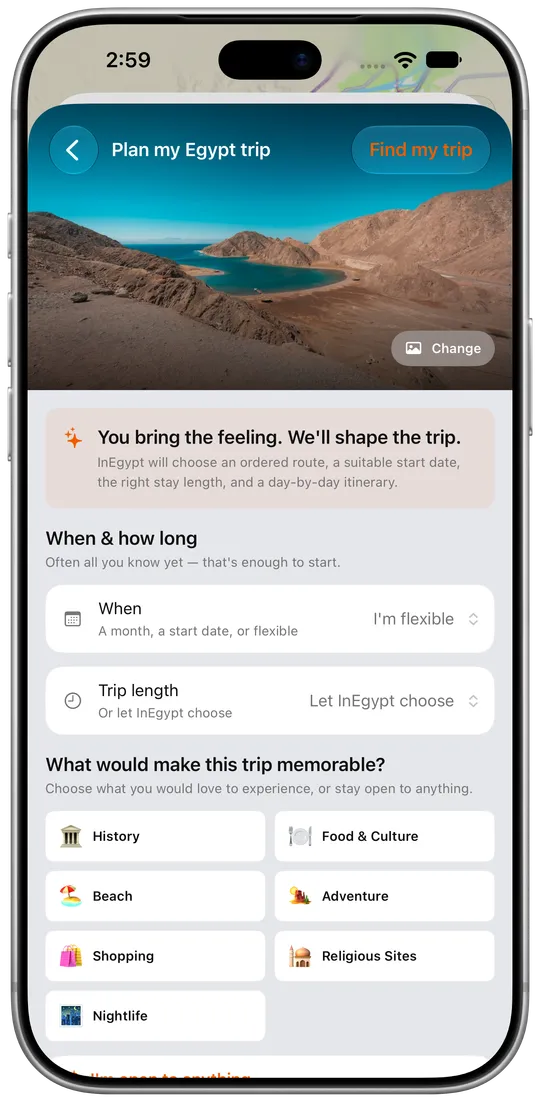 2:59
Plan my Egypt trip
Find my trip
Change
You bring the feeling. We'll shape the trip.
InEgypt will choose an ordered route, a suitable start date,
the right stay length, and a day-by-day itinerary.
When & how long
Often all you know yet — that's enough to start.
When
A month, a start date, or flexible
I'm flexible
Trip length
Or let InEgypt choose
Let InEgypt choose
What would make this trip memorable?
Choose what you would love to experience, or stay open to anything.
History
Food & Culture
Beach
Adventure
Shopping
Religious Sites
Nightlife
I'm open to anything